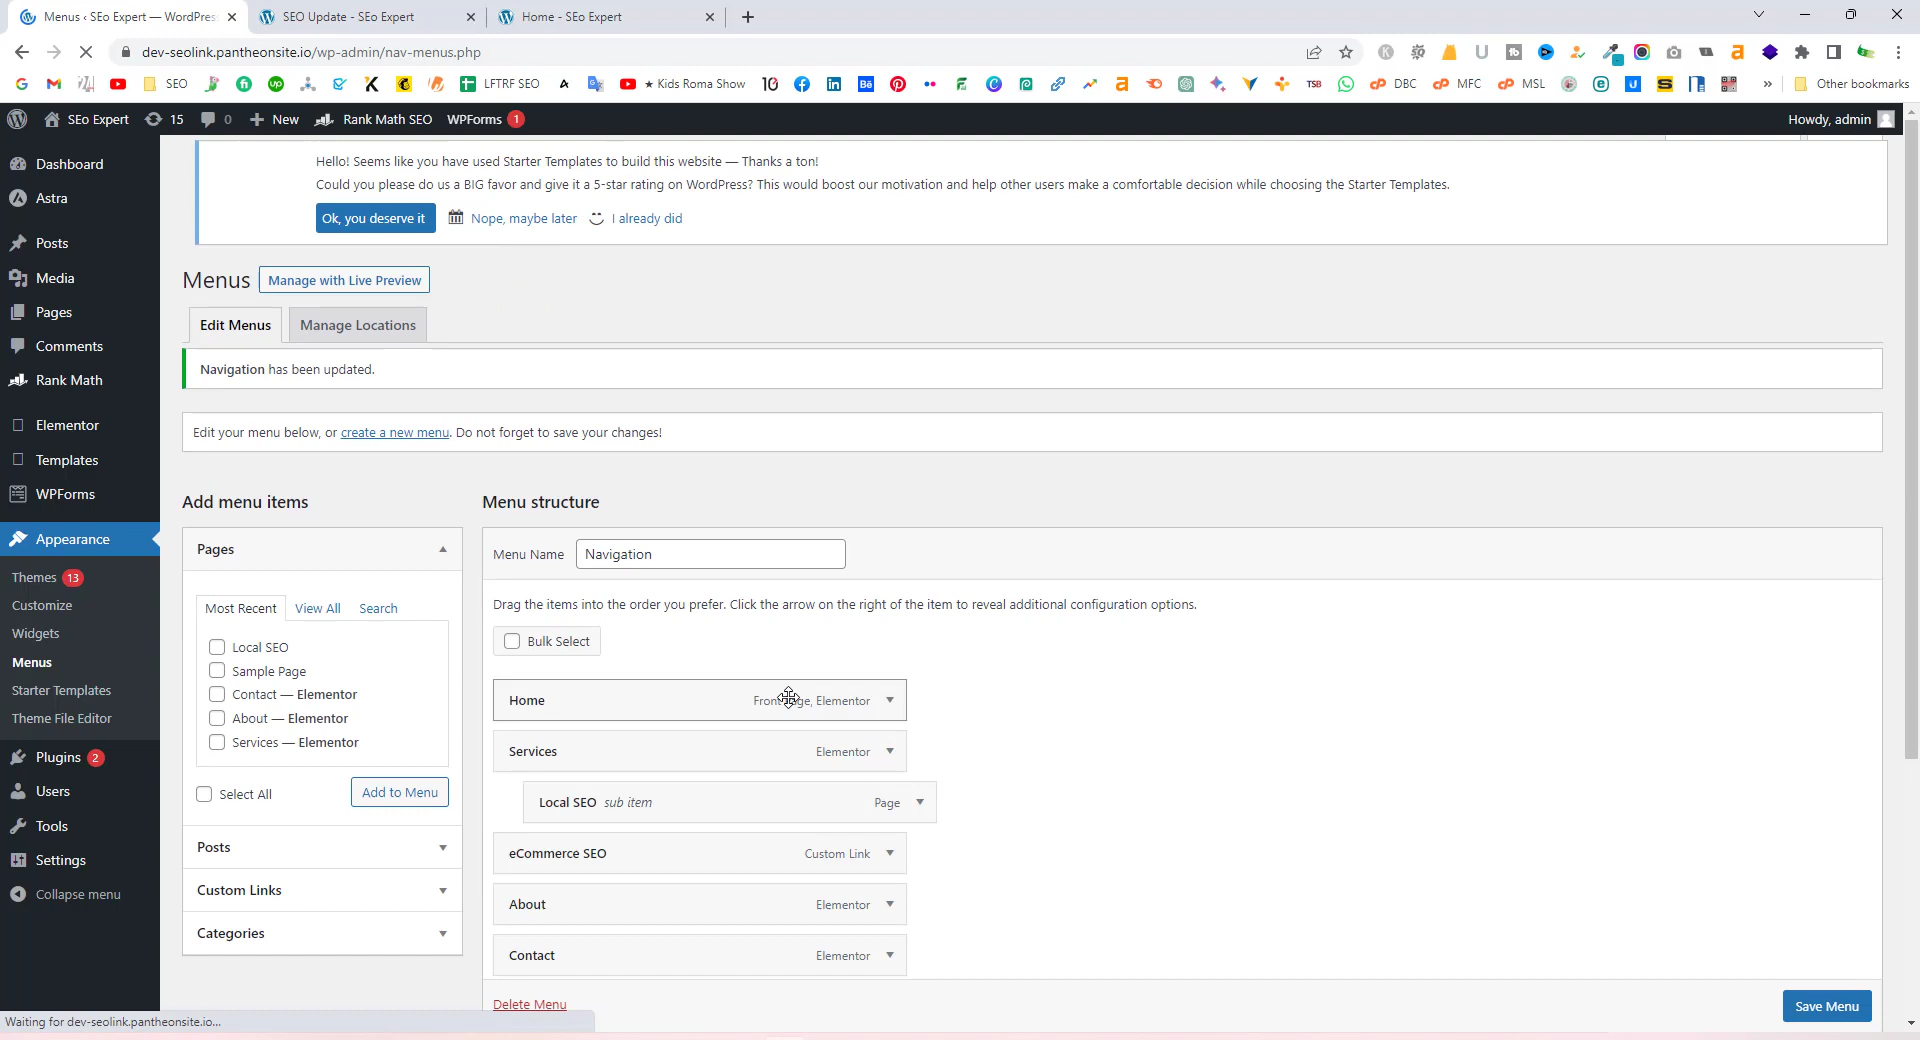 Menus ‹ SEo Expert — WordPress
SEO Update - SEo Expert
Home - SEo Expert
dev-seolink.pantheonsite.io/wp-admin/nav-menus.php
SEO
LFTRF SEO
★ Kids Roma Show
DBC
MFC
MSL
Other bookmarks
SEo Expert
15
0
New
Rank Math SEO
WPForms 1
Howdy, admin
Dashboard
Astra
Posts
Media
Pages
Comments
Rank Math
Elementor
Templates
WPForms
Appearance
Themes 13
Customize
Widgets
Menus
Starter Templates
Theme File Editor
Plugins 2
Users
Tools
Settings
Collapse menu
Hello! Seems like you have used Starter Templates to build this website — Thanks a ton!
Could you please do us a BIG favor and give it a 5-star rating on WordPress? This would boost our motivation and help other users make a comfortable decision while choosing the Starter Templates.
Ok, you deserve it
Nope, maybe later
I already did
Menus
Manage with Live Preview
Edit Menus
Manage Locations
Navigation has been updated.
Edit your menu below, or create a new menu. Do not forget to save your changes!
Add menu items
Pages
Most Recent
View All
Search
Local SEO
Sample Page
Contact — Elementor
About — Elementor
Services — Elementor
Select All
Add to Menu
Posts
Custom Links
Categories
Menu structure
Menu Name
Navigation
Drag the items into the order you prefer. Click the arrow on the right of the item to reveal additional configuration options.
Bulk Select
Home
Elementor
Services
Elementor
Local SEO sub item
Page
eCommerce SEO
Custom Link
About
Elementor
Contact
Elementor
Delete Menu
Save Menu
Waiting for dev-seolink.pantheonsite.io...